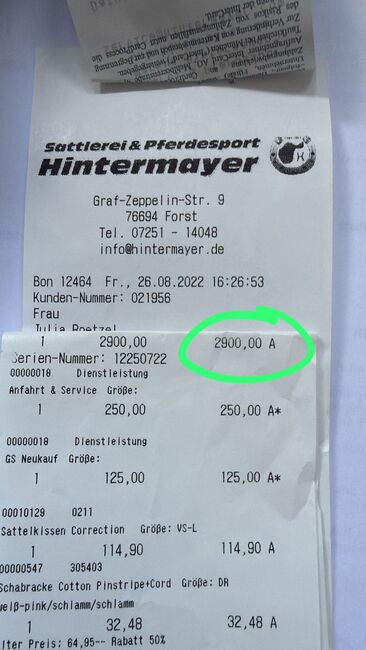 Sattlerei & Pferdesport
Hintermayer
Graf-Zeppelin-Str. 9
76694 Forst
Tel. 07251 - 14048
info@hintermayer.de
Bon 12464 Fr., 26.08.2022 16:26:53
Kunden-Nummer: 021956
Frau
Julia
1 2900,00 2900,00 A
Serien-Nummer: 12250722
00000018 Dienstleistung
Anfahrt & Service Größe:
1 250,00 250,00 A*
00000018 Dienstleistung
GS Neukauf Größe:
1 125,00 125,00 A*
00010129 0211
Sattelkissen Correction Größe: VS-L
1 114,90 114,90 A
00000547 305403
Schabracke Cotton Pinstripe+Cord Größe: DR
weiß-pink/schlamm/schlamm
1 32,48 32,48 A
lter Preis: 64,95-- Rabatt 50%